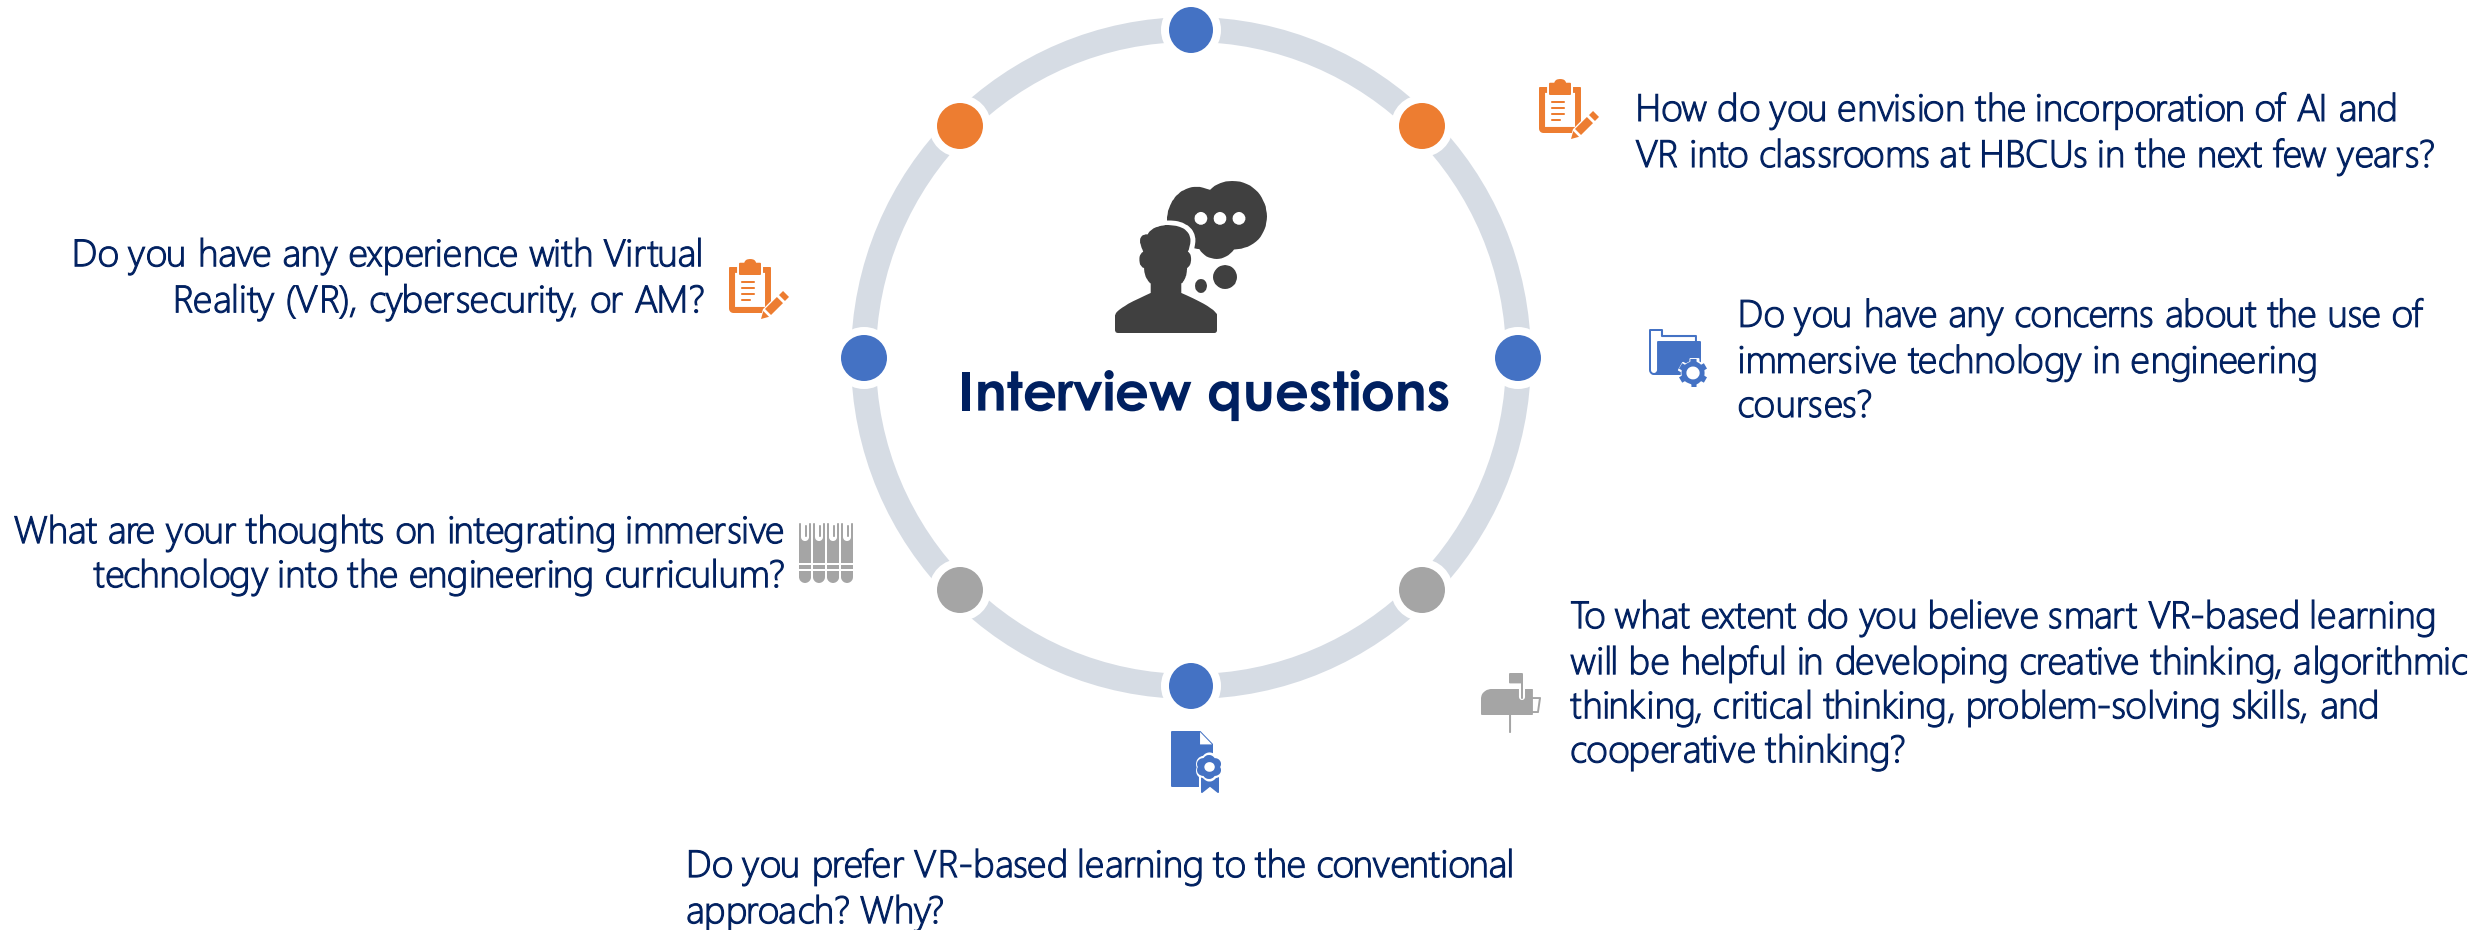 How do you envision the incorporation of AI and
VR into classrooms at HBCUs in the next few years?
Do you have any experience with Virtual
Reality (VR), cybersecurity, or AM?
Do you have any concerns about the use of
immersive technology in engineering
courses?
Interview questions
What are your thoughts on integrating immersive
technology into the engineering curriculum?
To what extent do you believe smart VR-based learning
will be helpful in developing creative thinking, algorithmic
thinking, critical thinking, problem-solving skills, and
cooperative thinking?
Do you prefer VR-based learning to the conventional
approach? Why?